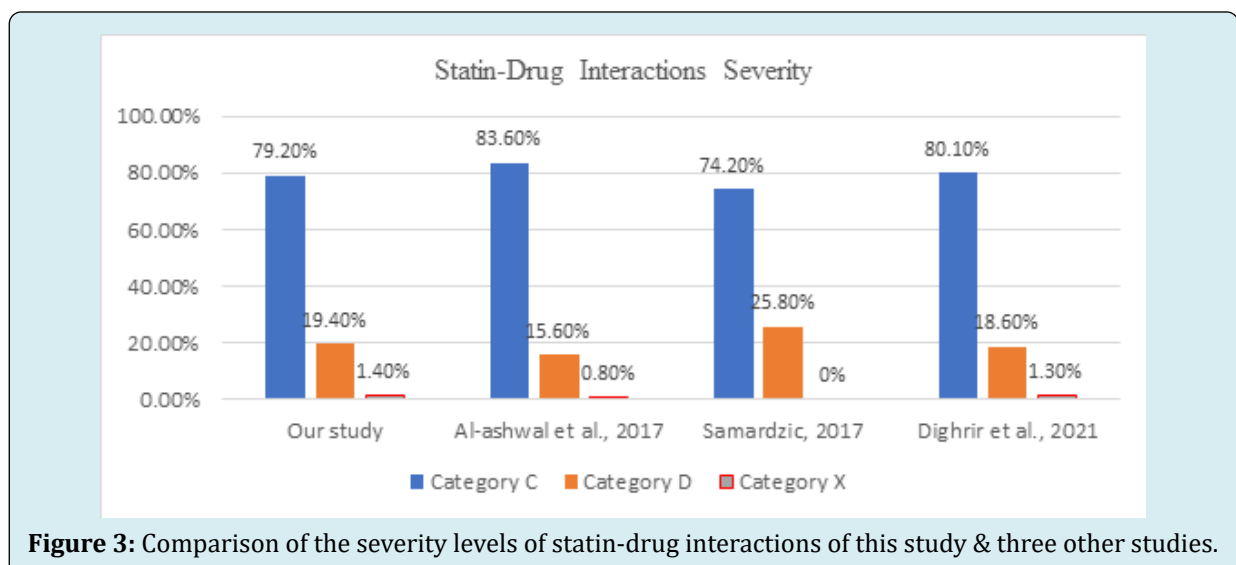 Statin-Drug Interactions Severity
100.00%
80.00%
60.00%
40.00%
20.00%
0.00%
79.20%
19.40%
1.40%
83.60%
15.60%
0.80%
74.20%
25.80%
0%
80.10%
18.60%
1.30%
Our study
Al-ashwal et al., 2017
Samardzic, 2017
Dighrir et al., 2021
Category C
Category D
Category X
Figure 3: Comparison of the severity levels of statin-drug interactions of this study & three other studies.